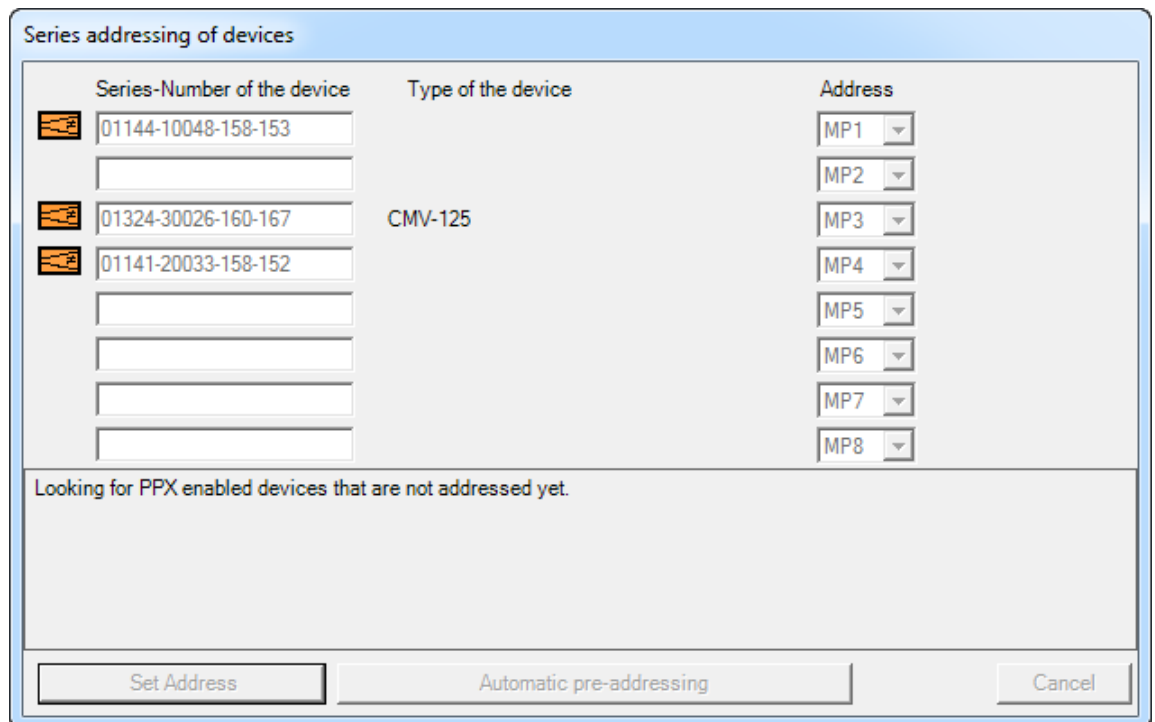 Series addressing of devices
Series-Number of the device Type of the device Address
01144-10048-158-153 MP1
MP2
01324-30026-160-167 CMV-125 MP3
01141-20033-158-152 MP4
MP5
MP6
MP7
MP8
Looking for PPX enabled devices that are not addressed yet.
Set Address Automatic pre-addressing Cancel